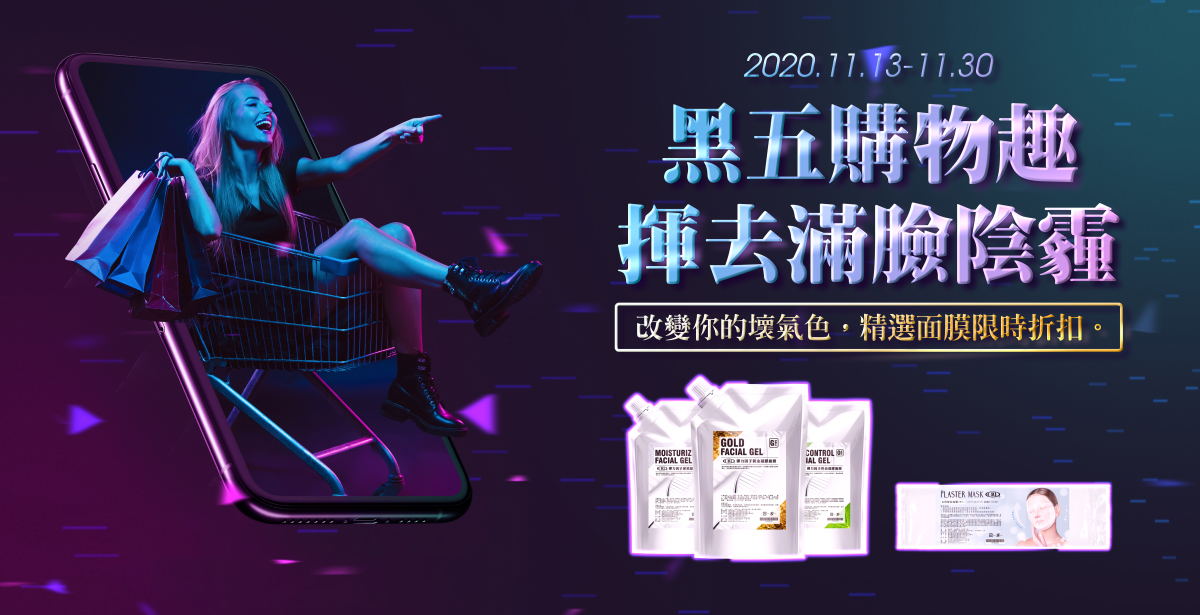 2020.11.13-11.30
黑五購物趣
揮去滿臉陰霾
改變你的壞氣色，精選面膜限時折扣。
MOISTURIZ
FACIAL GEL
GOLD
FACIAL GEL
CONTROL
IAL GEL
PLASTER MASK